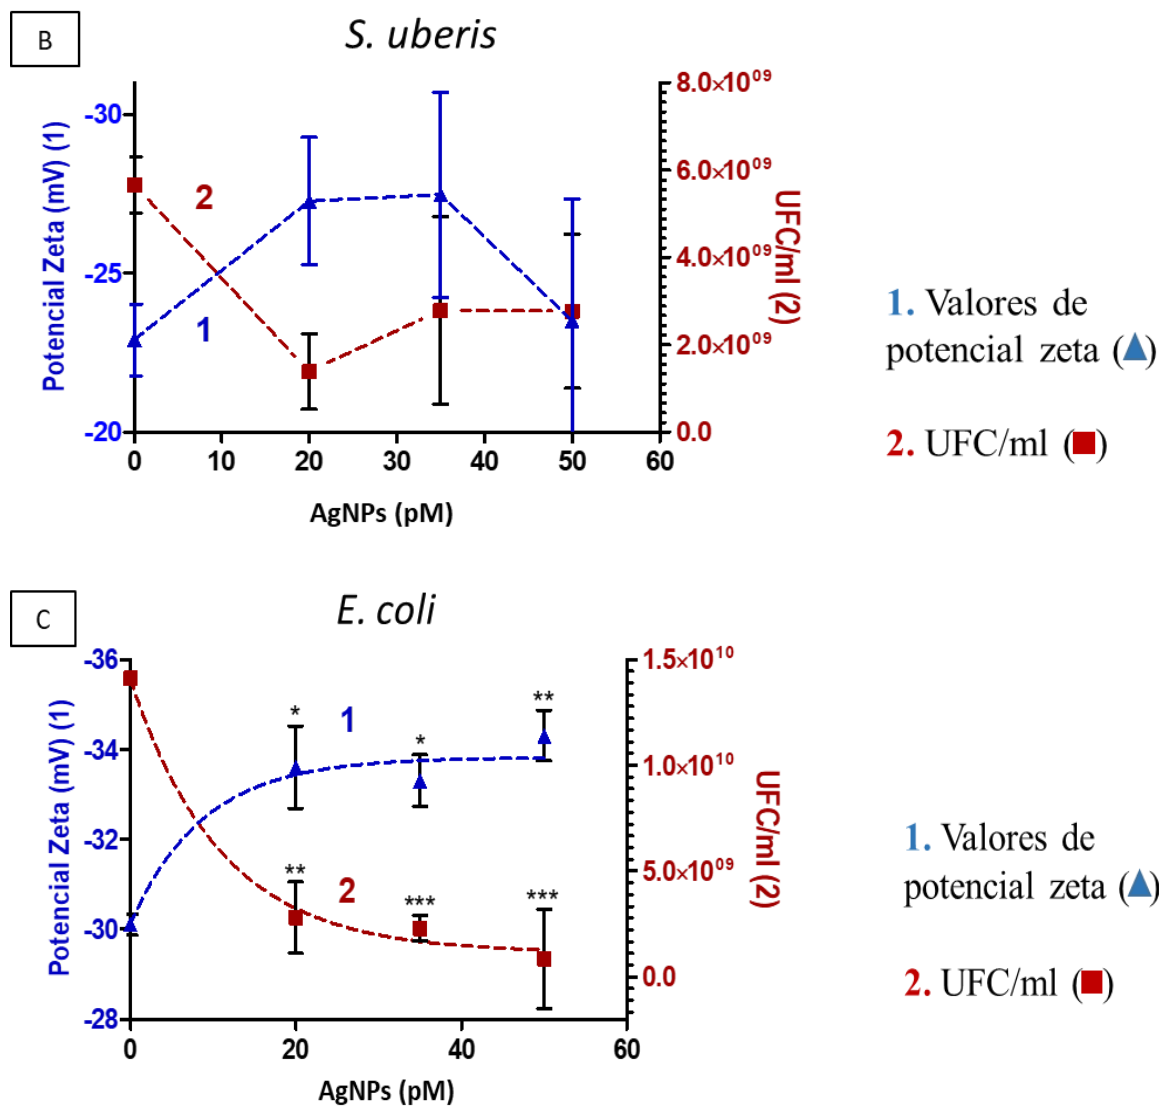 B
S. uberis
Potencial Zeta (mV) (1)
-30
-25
-20
8.0×10⁰⁹
6.0×10⁰⁹
4.0×10⁰⁹
2.0×10⁰⁹
0.0
UFC/ml (2)
2
1
0 10 20 30 40 50 60
AgNPs (pM)
1. Valores de
potencial zeta (▲)
2. UFC/ml (■)
C
E. coli
Potencial Zeta (mV) (1)
-36
-34
-32
-30
-28
1.5×10¹⁰
1.0×10¹⁰
5.0×10⁰⁹
0.0
UFC/ml (2)
* 1 * **
** 2 *** ***
0 20 40 60
AgNPs (pM)
1. Valores de
potencial zeta (▲)
2. UFC/ml (■)